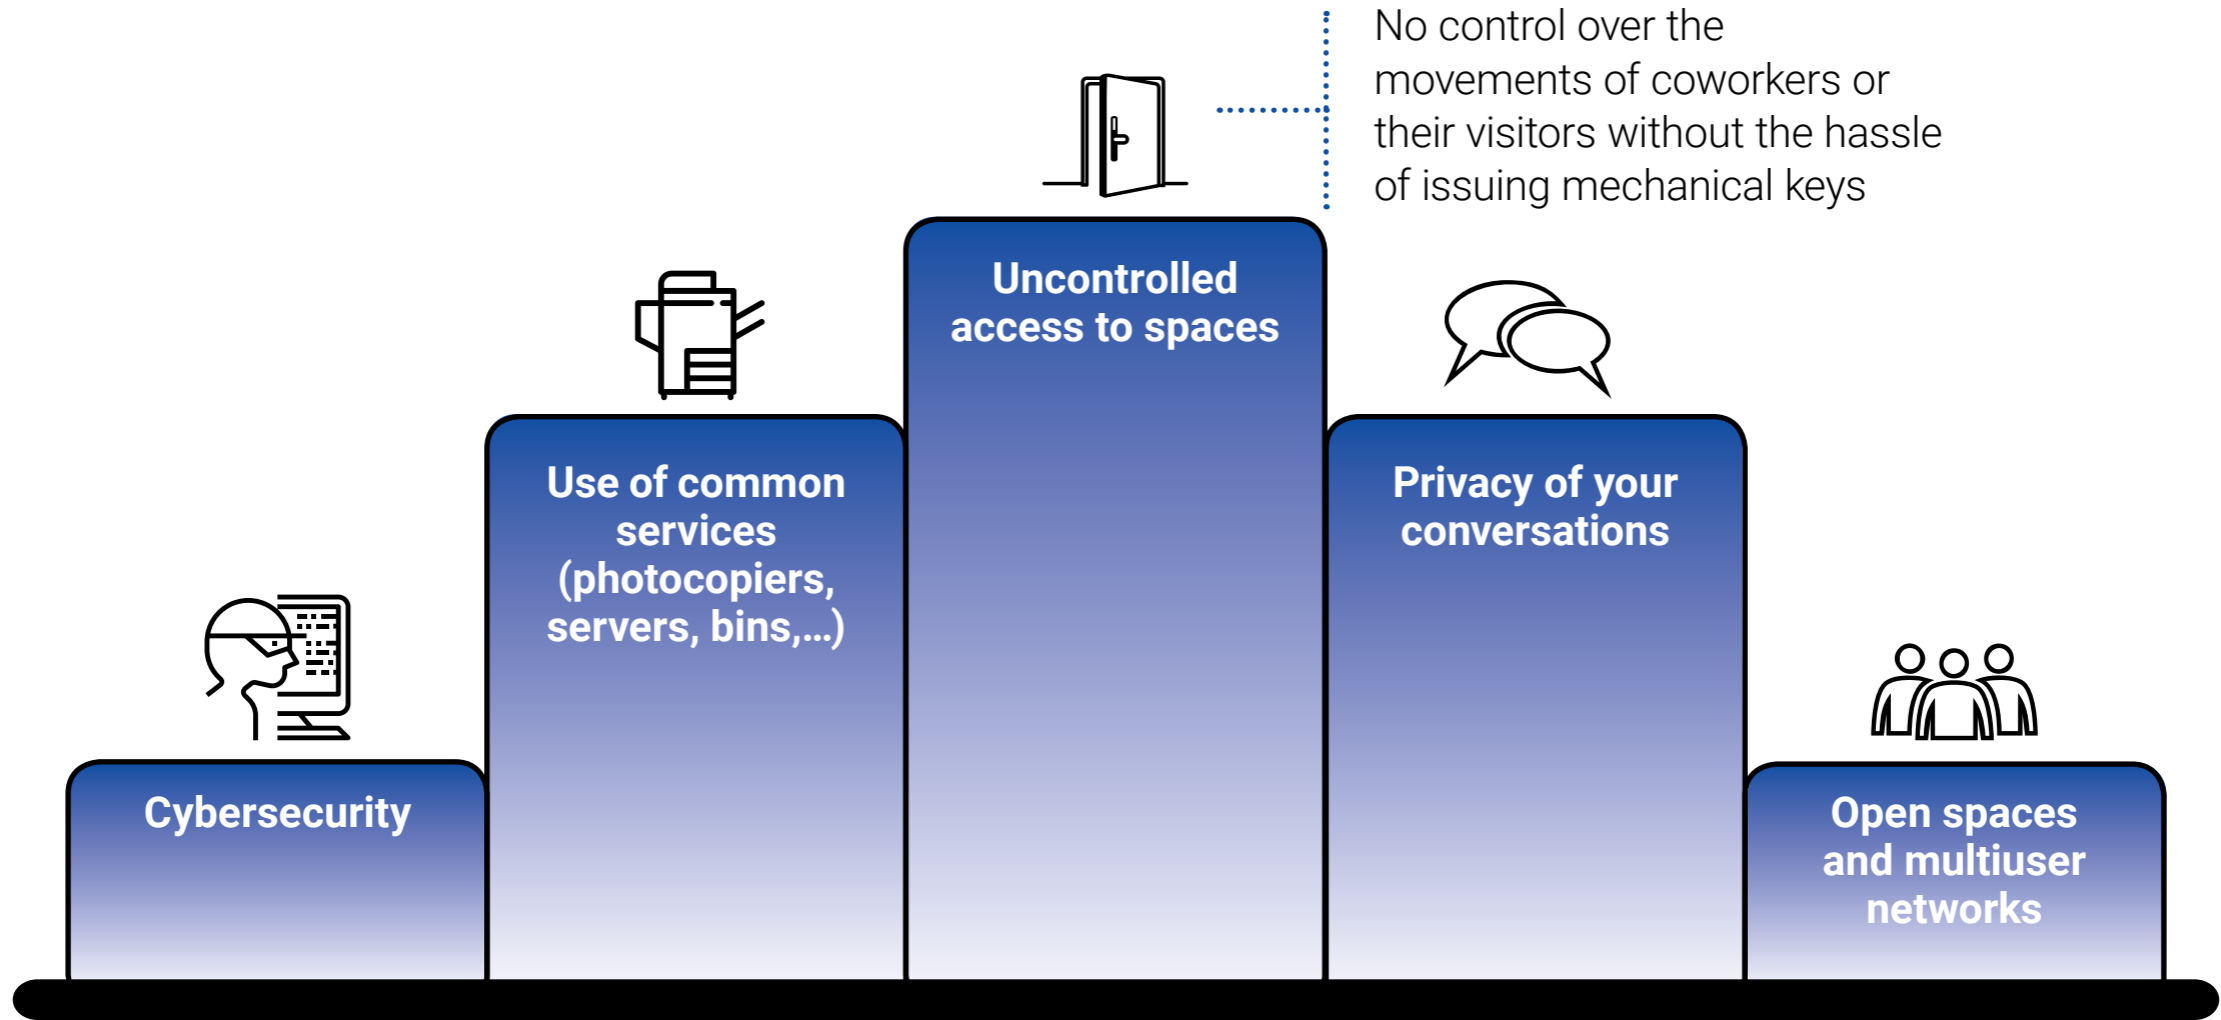 No control over the
movements of coworkers or
their visitors without the hassle
of issuing mechanical keys
Uncontrolled
access to spaces
Use of common
services
(photocopiers,
servers, bins,...)
Privacy of your
conversations
Cybersecurity
Open spaces
and multiuser
networks